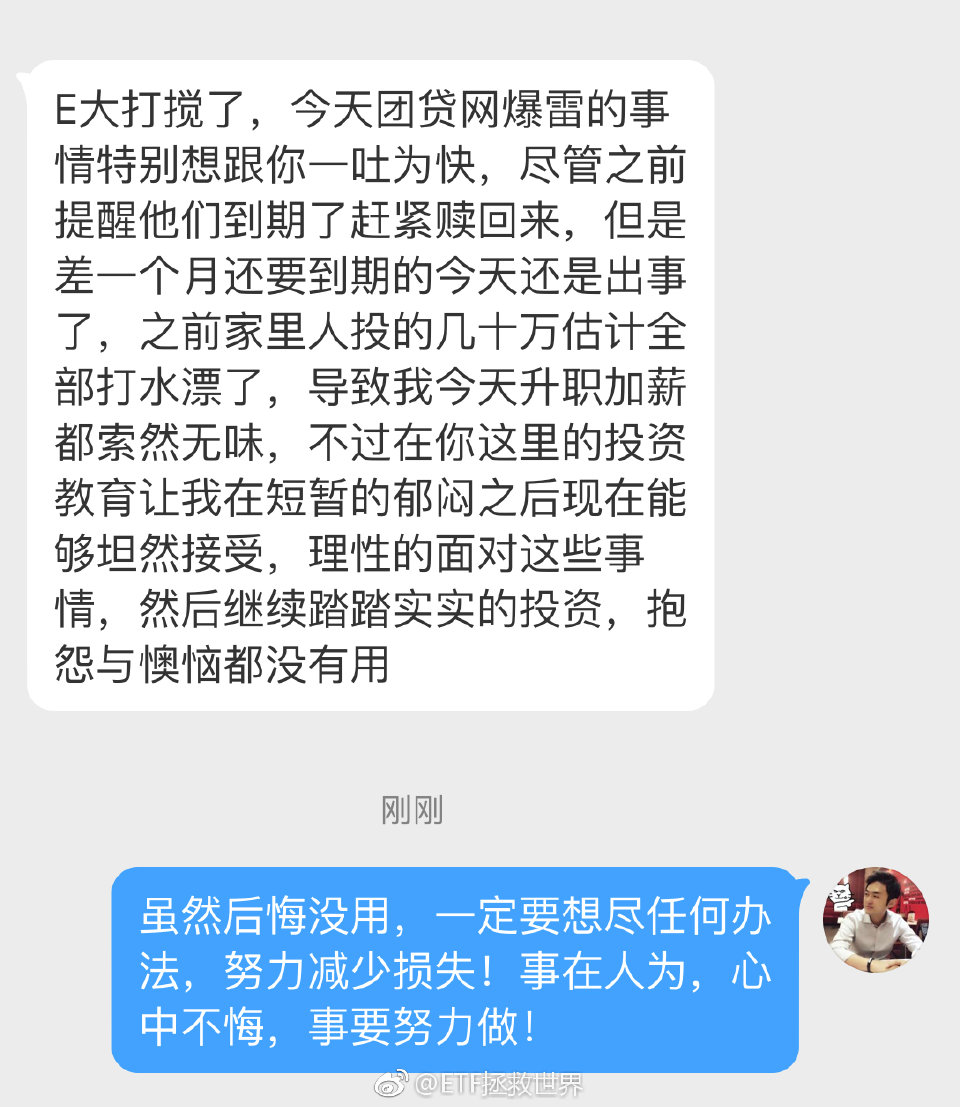 E大打搅了，今天团贷网爆雷的事
情特别想跟你一吐为快，尽管之前
提醒他们到期了赶紧赎回来，但是
差一个月还要到期的今天还是出事
了，之前家里人投的几十万估计全
部打水漂了，导致我今天升职加薪
都索然无味，不过在你这里的投资
教育让我在短暂的郁闷之后现在能
够坦然接受，理性的面对这些事
情，然后继续踏踏实实的投资，抱
怨与懊恼都没有用
刚刚
虽然后悔没用，一定要想尽任何办
法，努力减少损失！事在人为，心
中不悔，事要努力做！
@ETF拯救世界